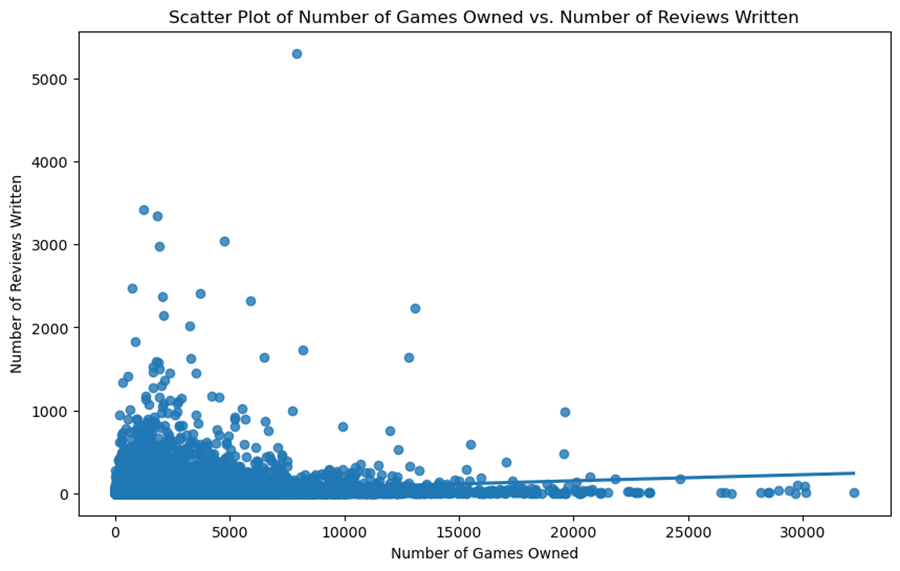 Scatter Plot of Number of Games Owned vs. Number of Reviews Written
Number of Reviews Written
5000
4000
3000
2000
1000
0
0 5000 10000 15000 20000 25000 30000
Number of Games Owned